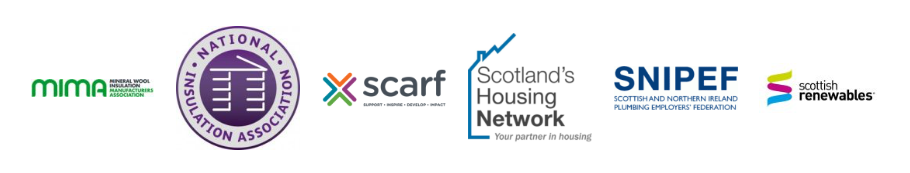 mima
MINERAL WOOL
INSULATION
MANUFACTURERS
ASSOCIATION
• NATIONAL •
INSULATION ASSOCIATION
scarf
SUPPORT • INSPIRE • DEVELOP • IMPACT
Scotland's
Housing
Network
Your partner in housing
SNIPEF
SCOTTISH AND NORTHERN IRELAND
PLUMBING EMPLOYERS' FEDERATION
scottish
renewables